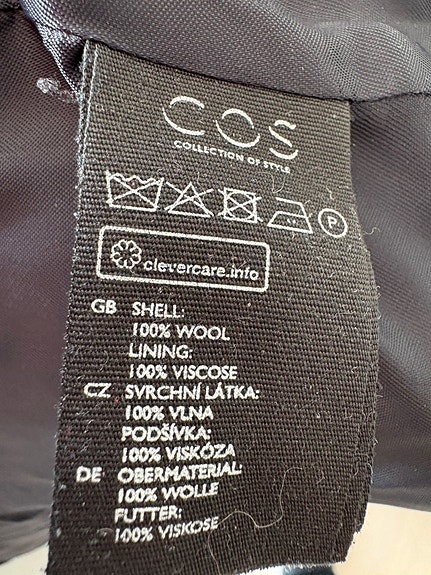 COS
COLLECTION OF STYLE
P
clevercare.info
GB SHELL:
100% WOOL
LINING:
100% VISCOSE
CZ SVRCHNÍ LÁTKA:
100% VLNA
PODŠÍVKA:
100% VISKÓZA
DE OBERMATERIAL:
100% WOLLE
FUTTER:
100% VISKOSE